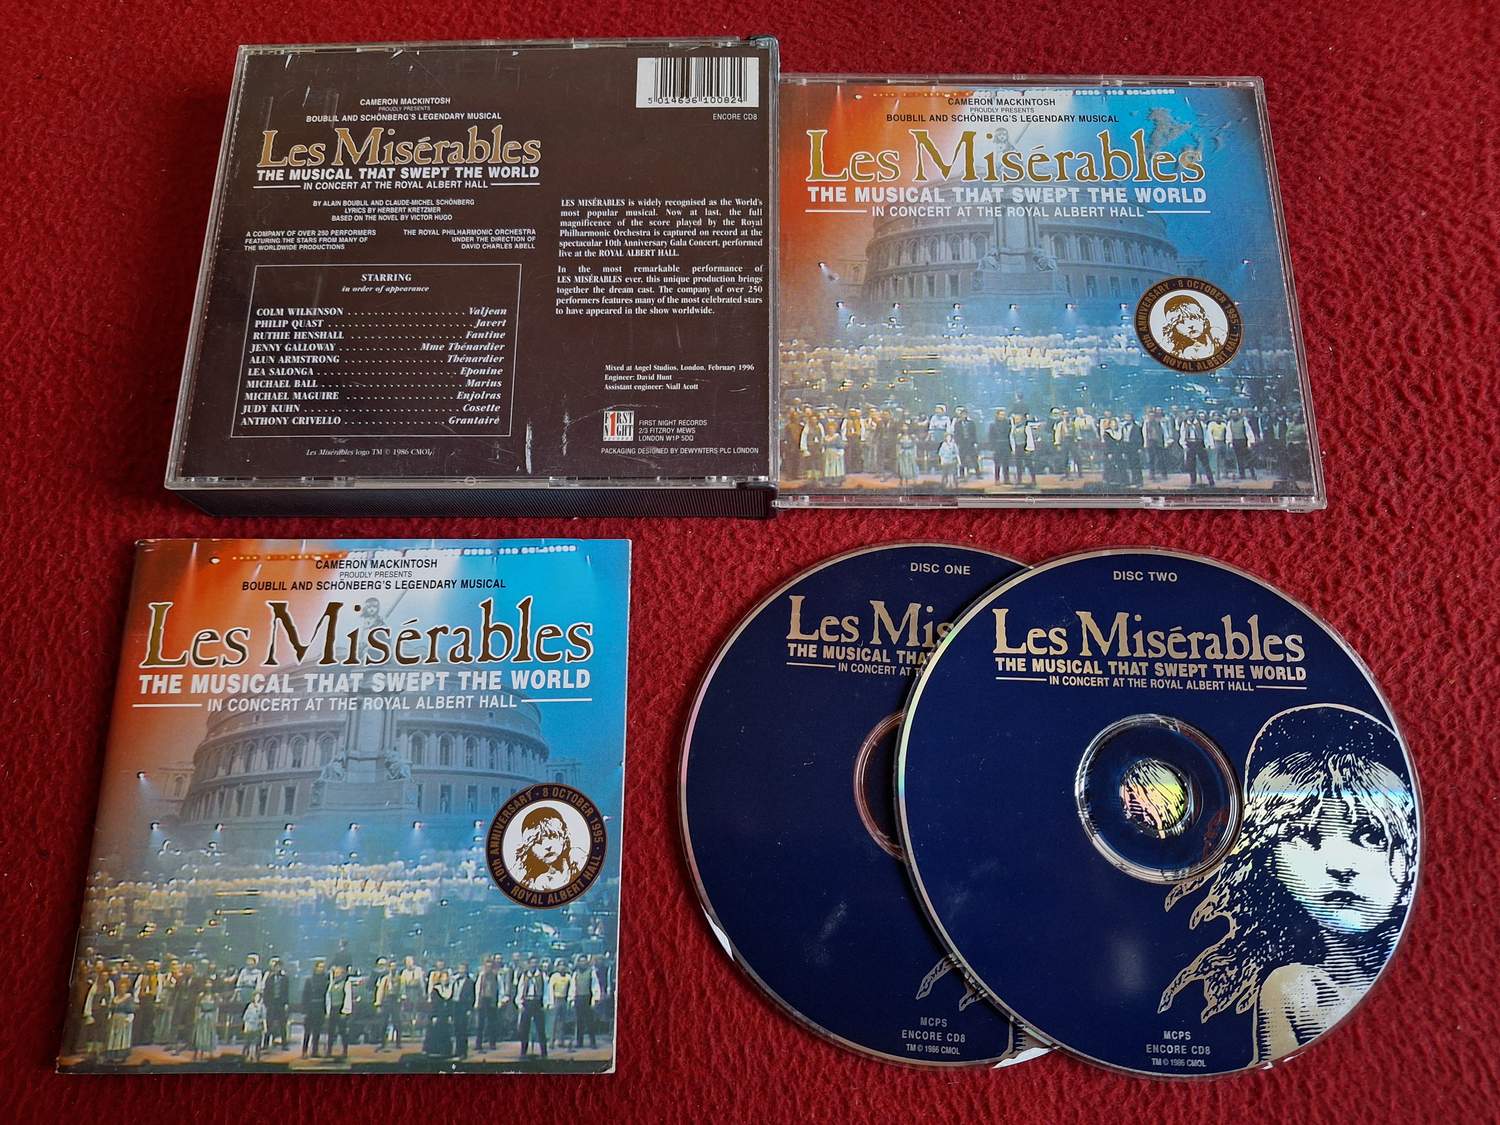 CAMERON MACKINTOSH
PROUDLY PRESENTS
BOUBLIL AND SCHÖNBERG'S LEGENDARY MUSICAL
Les Misérables
THE MUSICAL THAT SWEPT THE WORLD
IN CONCERT AT THE ROYAL ALBERT HALL
BY ALAIN BOUBLIL AND CLAUDE-MICHEL SCHÖNBERG
LYRICS BY HERBERT KRETZMER
BASED ON THE NOVEL BY VICTOR HUGO
A COMPANY OF OVER 250 PERFORMERS
FEATURING THE STARS FROM MANY OF
THE WORLDWIDE PRODUCTIONS
THE ROYAL PHILHARMONIC ORCHESTRA
UNDER THE DIRECTION OF
DAVID CHARLES ABELL
STARRING
in order of appearance
COLM WILKINSON . . . . . . . . . . . . . . . . . Valjean
PHILIP QUAST . . . . . . . . . . . . . . . . . Javert
RUTHIE HENSHALL . . . . . . . . . . . . . . . . Fantine
JENNY GALLOWAY . . . . . . . . . . . . Mme Thénardier
ALUN ARMSTRONG . . . . . . . . . . . . . . . Thénardier
LEA SALONGA . . . . . . . . . . . . . . . . . Eponine
MICHAEL BALL . . . . . . . . . . . . . . . . . Marius
MICHAEL MAGUIRE . . . . . . . . . . . . . . . Enjolras
JUDY KUHN . . . . . . . . . . . . . . . . . . Cosette
ANTHONY CRIVELLO . . . . . . . . . . . . . . Grantairé
Les Misérables logo TM © 1986 CMOL
5 014636 100824
ENCORE CD8
LES MISÉRABLES is widely recognised as the World's
most popular musical. Now at last, the full
magnificence of the score played by the Royal
Philharmonic Orchestra is captured on record at the
spectacular 10th Anniversary Gala Concert, performed
live at the ROYAL ALBERT HALL.
In the most remarkable performance of
LES MISÉRABLES ever, this unique production brings
together the dream cast. The company of over 250
performers features many of the most celebrated stars
to have appeared in the show worldwide.
Mixed at Angel Studios, London, February 1996
Engineer: David Hunt
Assistant engineer: Niall Acott
F1RST
N1GHT
RECORDS
FIRST NIGHT RECORDS
2/3 FITZROY MEWS
LONDON W1P 5DQ
PACKAGING DESIGNED BY DEWYNTERS PLC LONDON
CAMERON MACKINTOSH
PROUDLY PRESENTS
BOUBLIL AND SCHÖNBERG'S LEGENDARY MUSICAL
Les Misérables
THE MUSICAL THAT SWEPT THE WORLD
IN CONCERT AT THE ROYAL ALBERT HALL
10th ANNIVERSARY · 8 OCTOBER 1995 ·
ROYAL ALBERT HALL ·
CAMERON MACKINTOSH
PROUDLY PRESENTS
BOUBLIL AND SCHÖNBERG'S LEGENDARY MUSICAL
Les Misérables
THE MUSICAL THAT SWEPT THE WORLD
IN CONCERT AT THE ROYAL ALBERT HALL
10th ANNIVERSARY · 8 OCTOBER 1995 ·
ROYAL ALBERT HALL ·
DISC ONE
Les Mis
THE MUSICAL THA
IN CONCERT AT THE
MCPS
ENCORE CD8
TM © 1986 CMOL
DISC TWO
Les Misérables
THE MUSICAL THAT SWEPT THE WORLD
IN CONCERT AT THE ROYAL ALBERT HALL
MCPS
ENCORE CD8
TM © 1986 CMOL